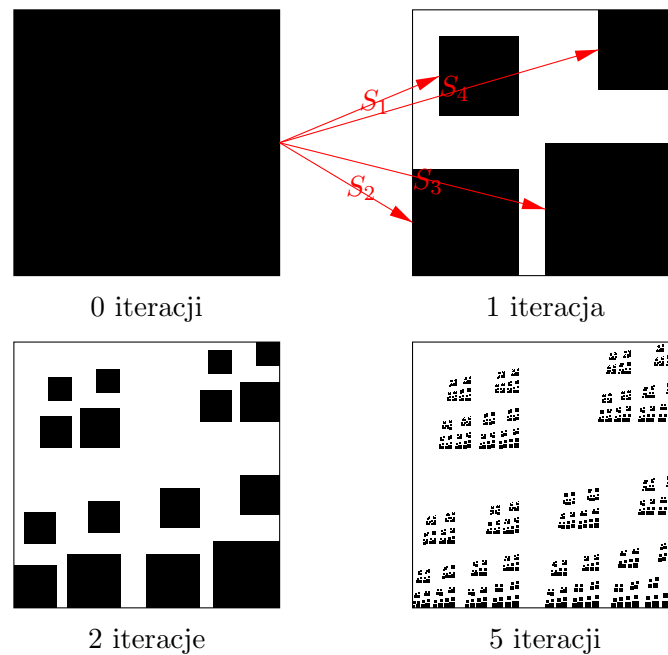 S₁
S₄
S₂
S₃
0 iteracji
1 iteracja
2 iteracje
5 iteracji